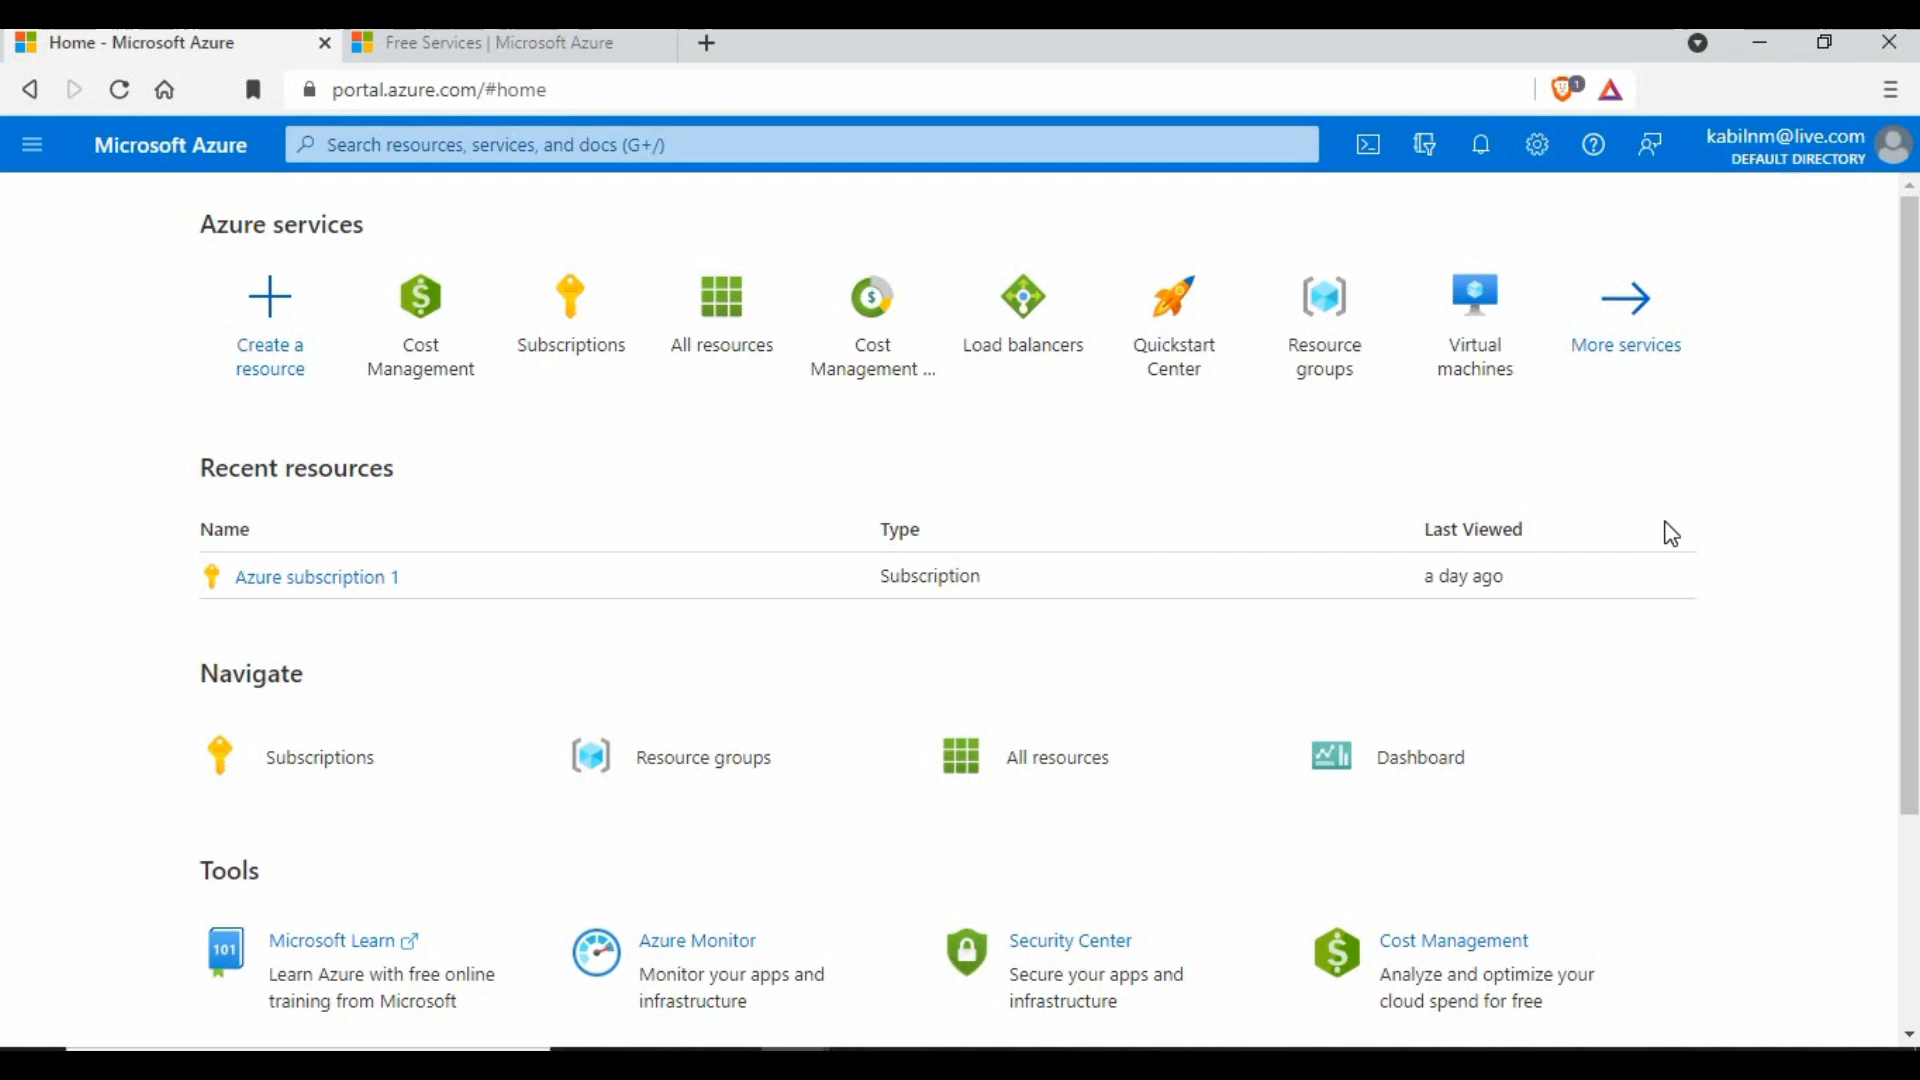 Home - Microsoft Azure
Free Services | Microsoft Azure
portal.azure.com/#home
1
Microsoft Azure
Search resources, services, and docs (G+/)
kabilnm@live.com
DEFAULT DIRECTORY
Azure services
Create a
resource
Cost
Management
Subscriptions
All resources
Cost
Management ...
Load balancers
Quickstart
Center
Resource
groups
Virtual
machines
More services
Recent resources
Name
Type
Last Viewed
Azure subscription 1
Subscription
a day ago
Navigate
Subscriptions
Resource groups
All resources
Dashboard
Tools
101
Microsoft Learn
Learn Azure with free online
training from Microsoft
Azure Monitor
Monitor your apps and
infrastructure
Security Center
Secure your apps and
infrastructure
Cost Management
Analyze and optimize your
cloud spend for free